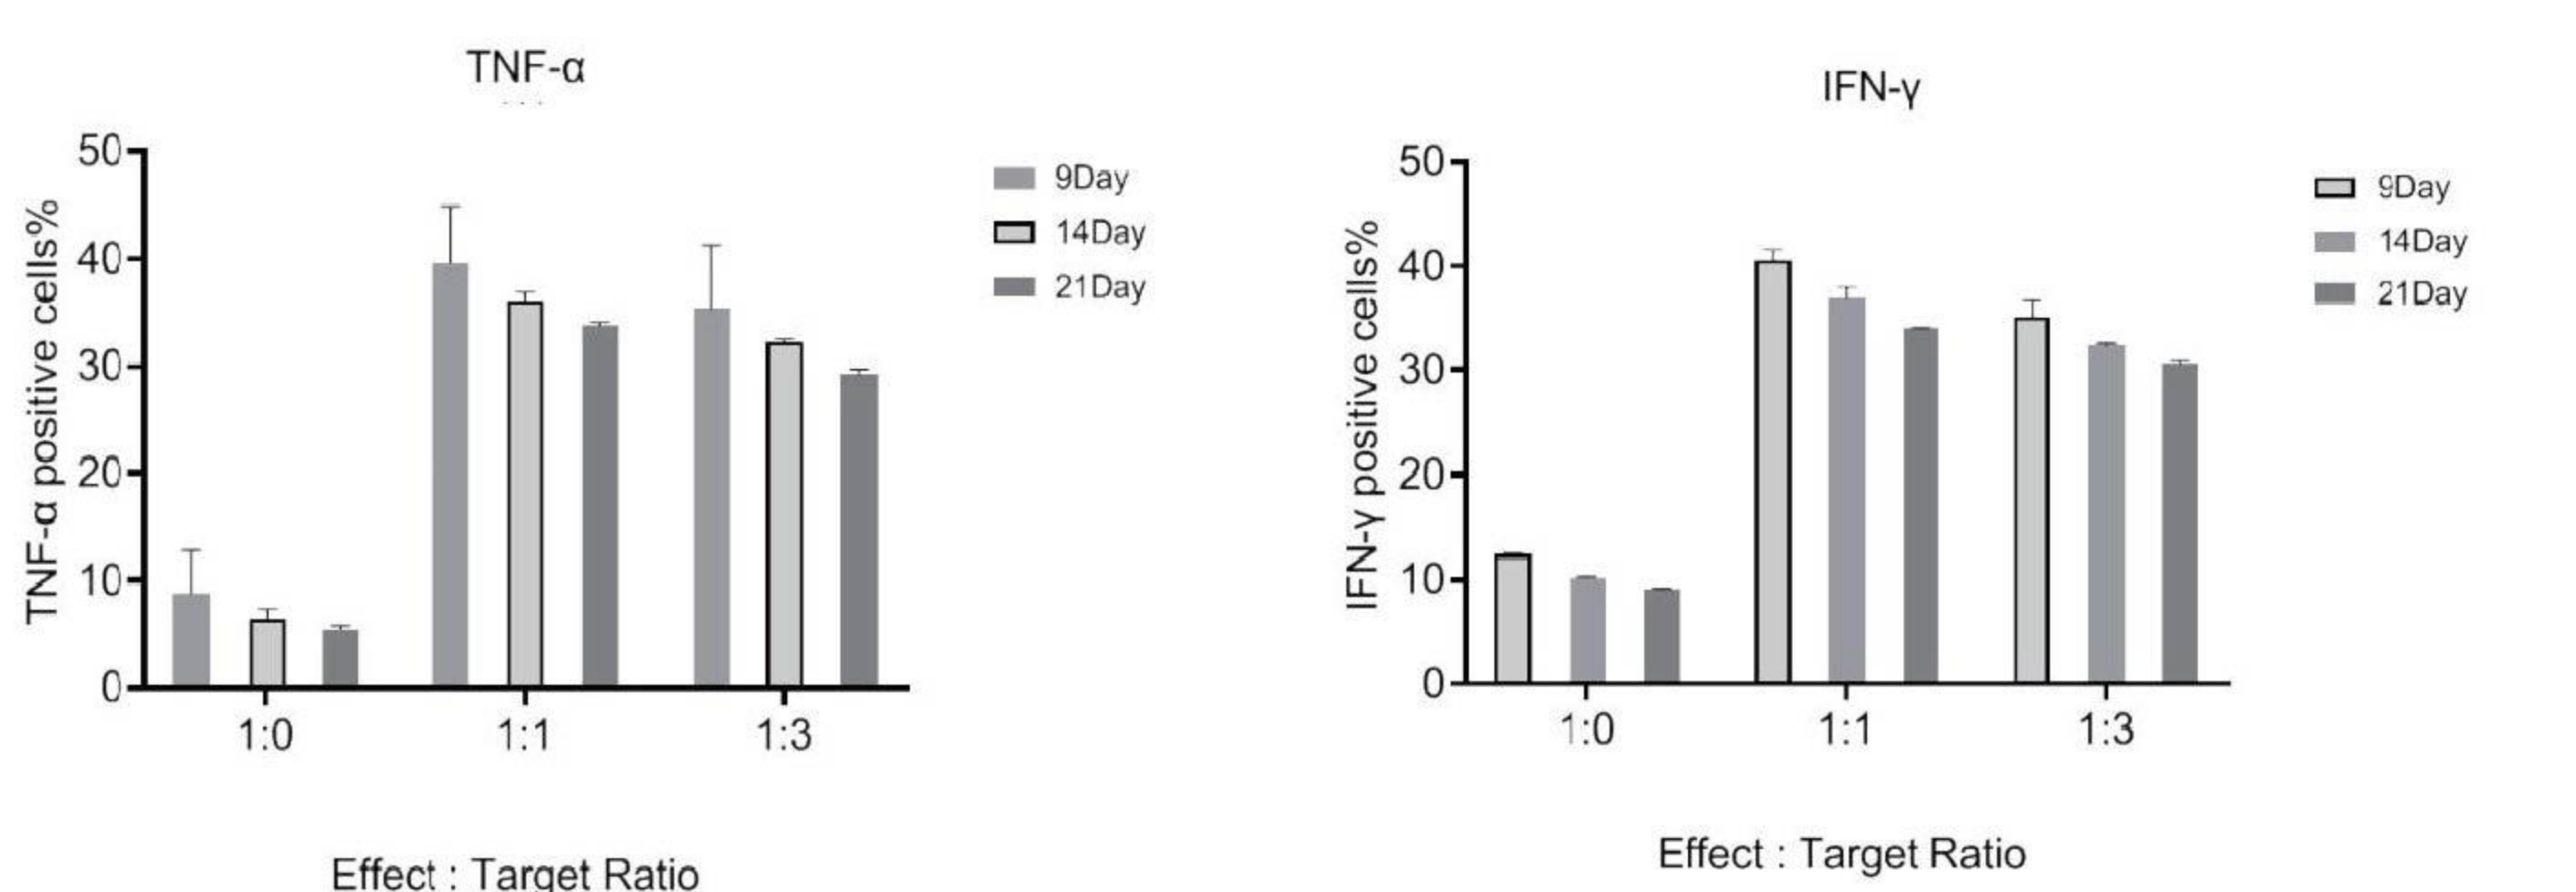 TNF-α
50
40
30
20
10
0
TNF-α positive cells%
1:0
1:1
1:3
Effect : Target Ratio
9Day
14Day
21Day
IFN-γ
50
40
30
20
10
0
IFN-γ positive cells%
1:0
1:1
1:3
Effect : Target Ratio
9Day
14Day
21Day